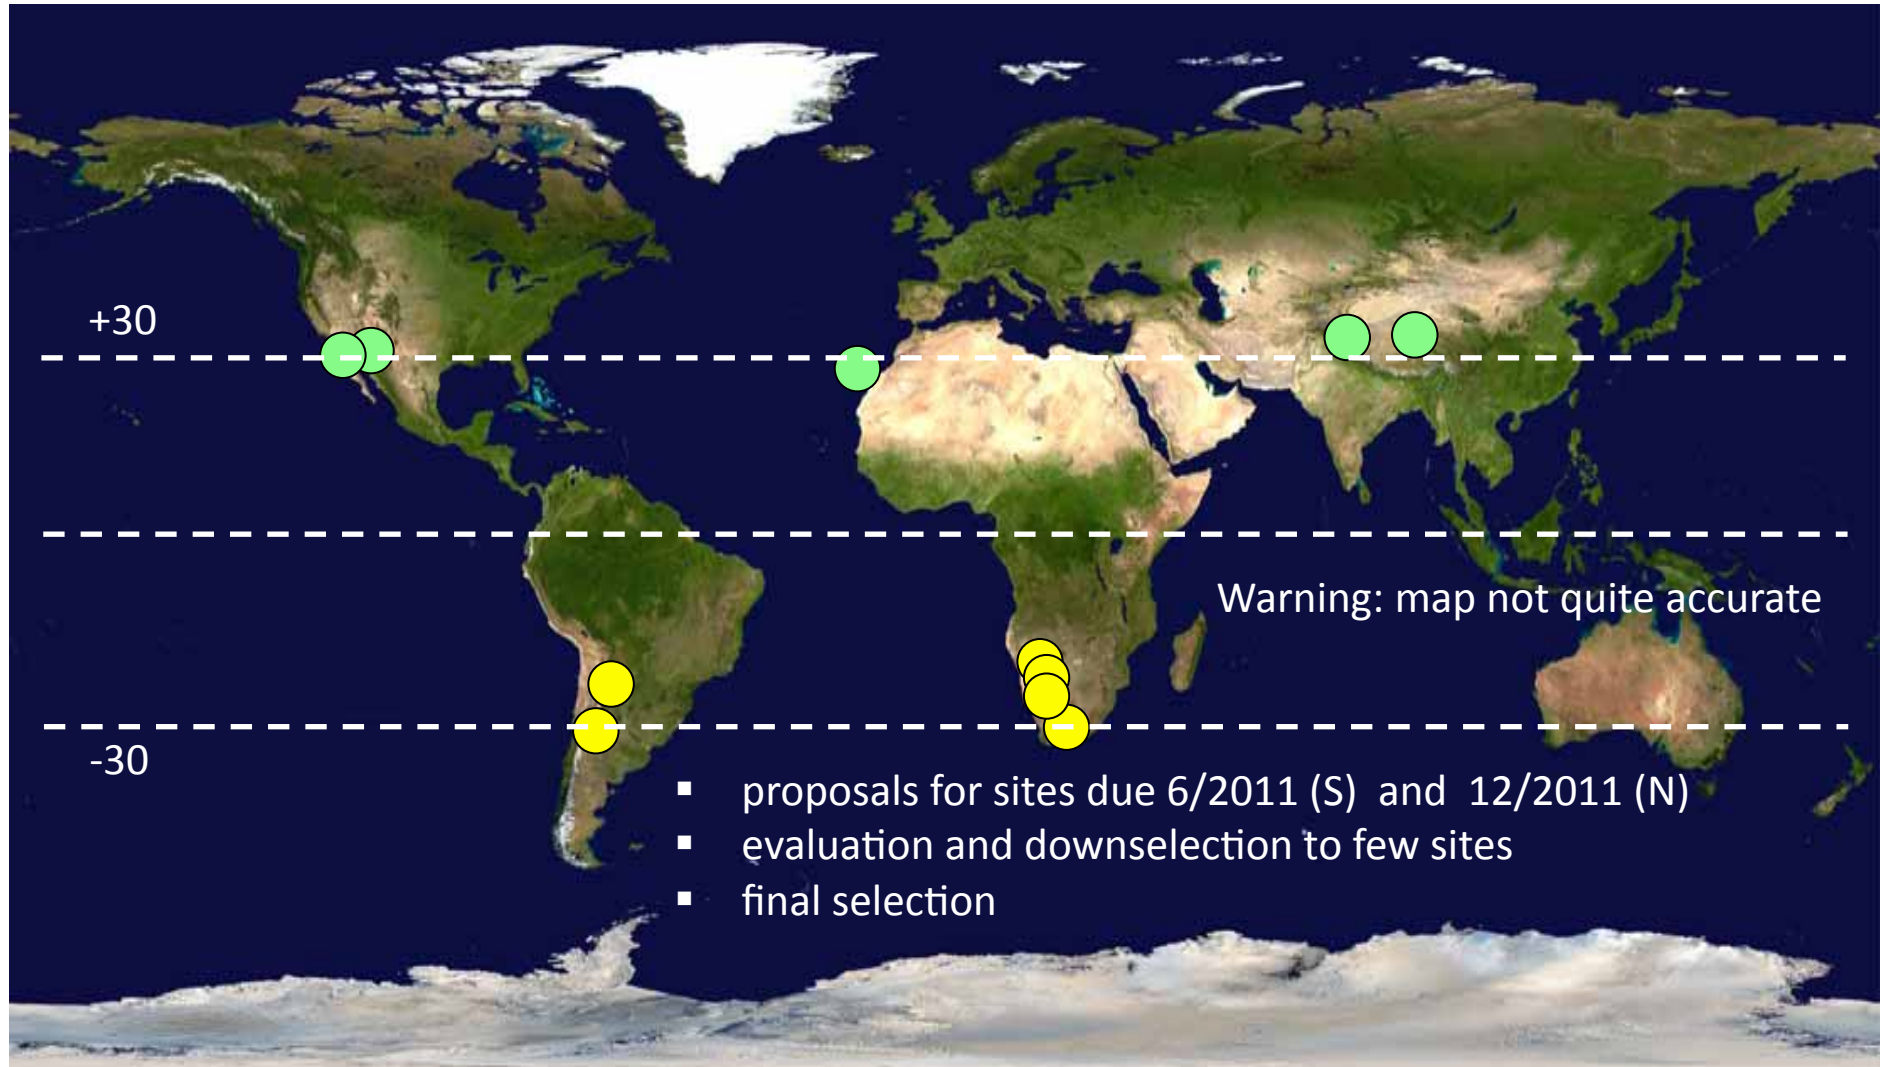 +30
Warning: map not quite accurate
-30
▪ proposals for sites due 6/2011 (S) and 12/2011 (N)
▪ evaluation and downselection to few sites
▪ final selection